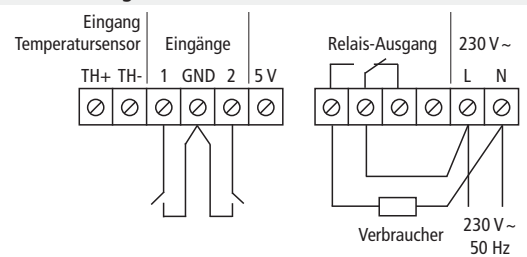 Eingang
Temperatursensor
Eingänge
Relais-Ausgang
230 V ~
TH+ TH- 1 GND 2 5 V
L N
Verbraucher
230 V ~
50 Hz